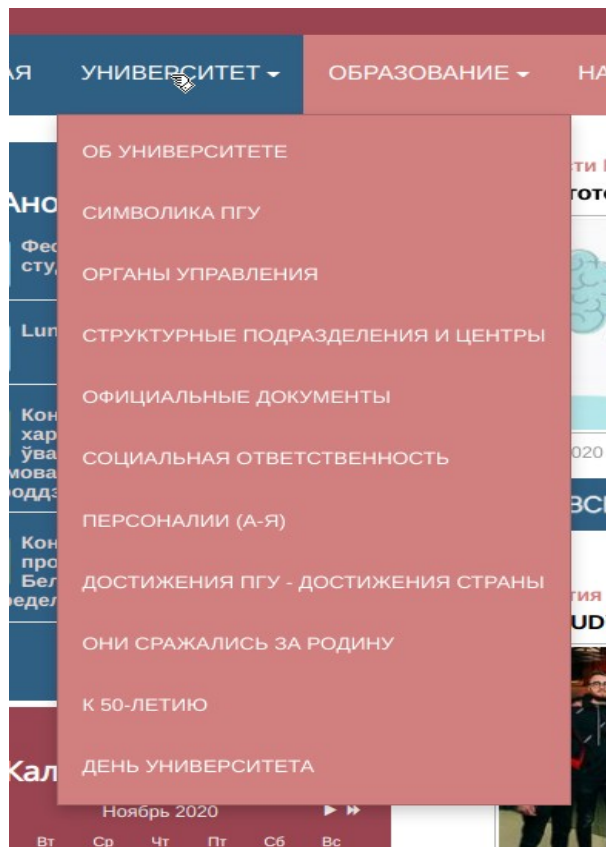 УНИВЕРСИТЕТ
ОБРАЗОВАНИЕ
ОБ УНИВЕРСИТЕТЕ
СИМВОЛИКА ПГУ
ОРГАНЫ УПРАВЛЕНИЯ
СТРУКТУРНЫЕ ПОДРАЗДЕЛЕНИЯ И ЦЕНТРЫ
ОФИЦИАЛЬНЫЕ ДОКУМЕНТЫ
СОЦИАЛЬНАЯ ОТВЕТСТВЕННОСТЬ
ПЕРСОНАЛИИ (А-Я)
ДОСТИЖЕНИЯ ПГУ - ДОСТИЖЕНИЯ СТРАНЫ
ОНИ СРАЖАЛИСЬ ЗА РОДИНУ
К 50-ЛЕТИЮ
ДЕНЬ УНИВЕРСИТЕТА
Ноябрь 2020
Вт Ср Чт Пт Сб Вс